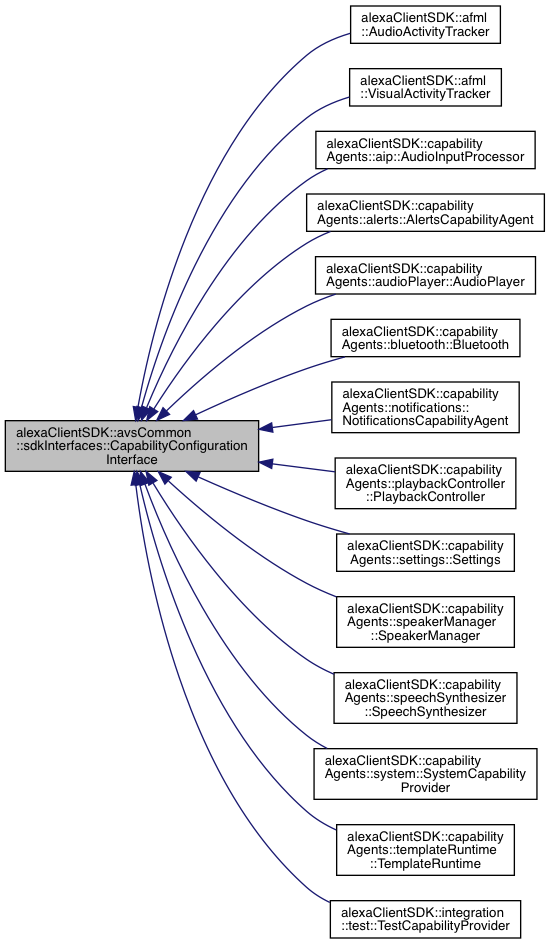 alexaClientSDK::afml
::AudioActivityTracker
alexaClientSDK::afml
::VisualActivityTracker
alexaClientSDK::capability
Agents::aip::AudioInputProcessor
alexaClientSDK::capability
Agents::alerts::AlertsCapabilityAgent
alexaClientSDK::capability
Agents::audioPlayer::AudioPlayer
alexaClientSDK::capability
Agents::bluetooth::Bluetooth
alexaClientSDK::capability
Agents::notifications::
NotificationsCapabilityAgent
alexaClientSDK::avsCommon
::sdkInterfaces::CapabilityConfiguration
Interface
alexaClientSDK::capability
Agents::playbackController
::PlaybackController
alexaClientSDK::capability
Agents::settings::Settings
alexaClientSDK::capability
Agents::speakerManager
::SpeakerManager
alexaClientSDK::capability
Agents::speechSynthesizer
::SpeechSynthesizer
alexaClientSDK::capability
Agents::system::SystemCapability
Provider
alexaClientSDK::capability
Agents::templateRuntime
::TemplateRuntime
alexaClientSDK::integration
::test::TestCapabilityProvider